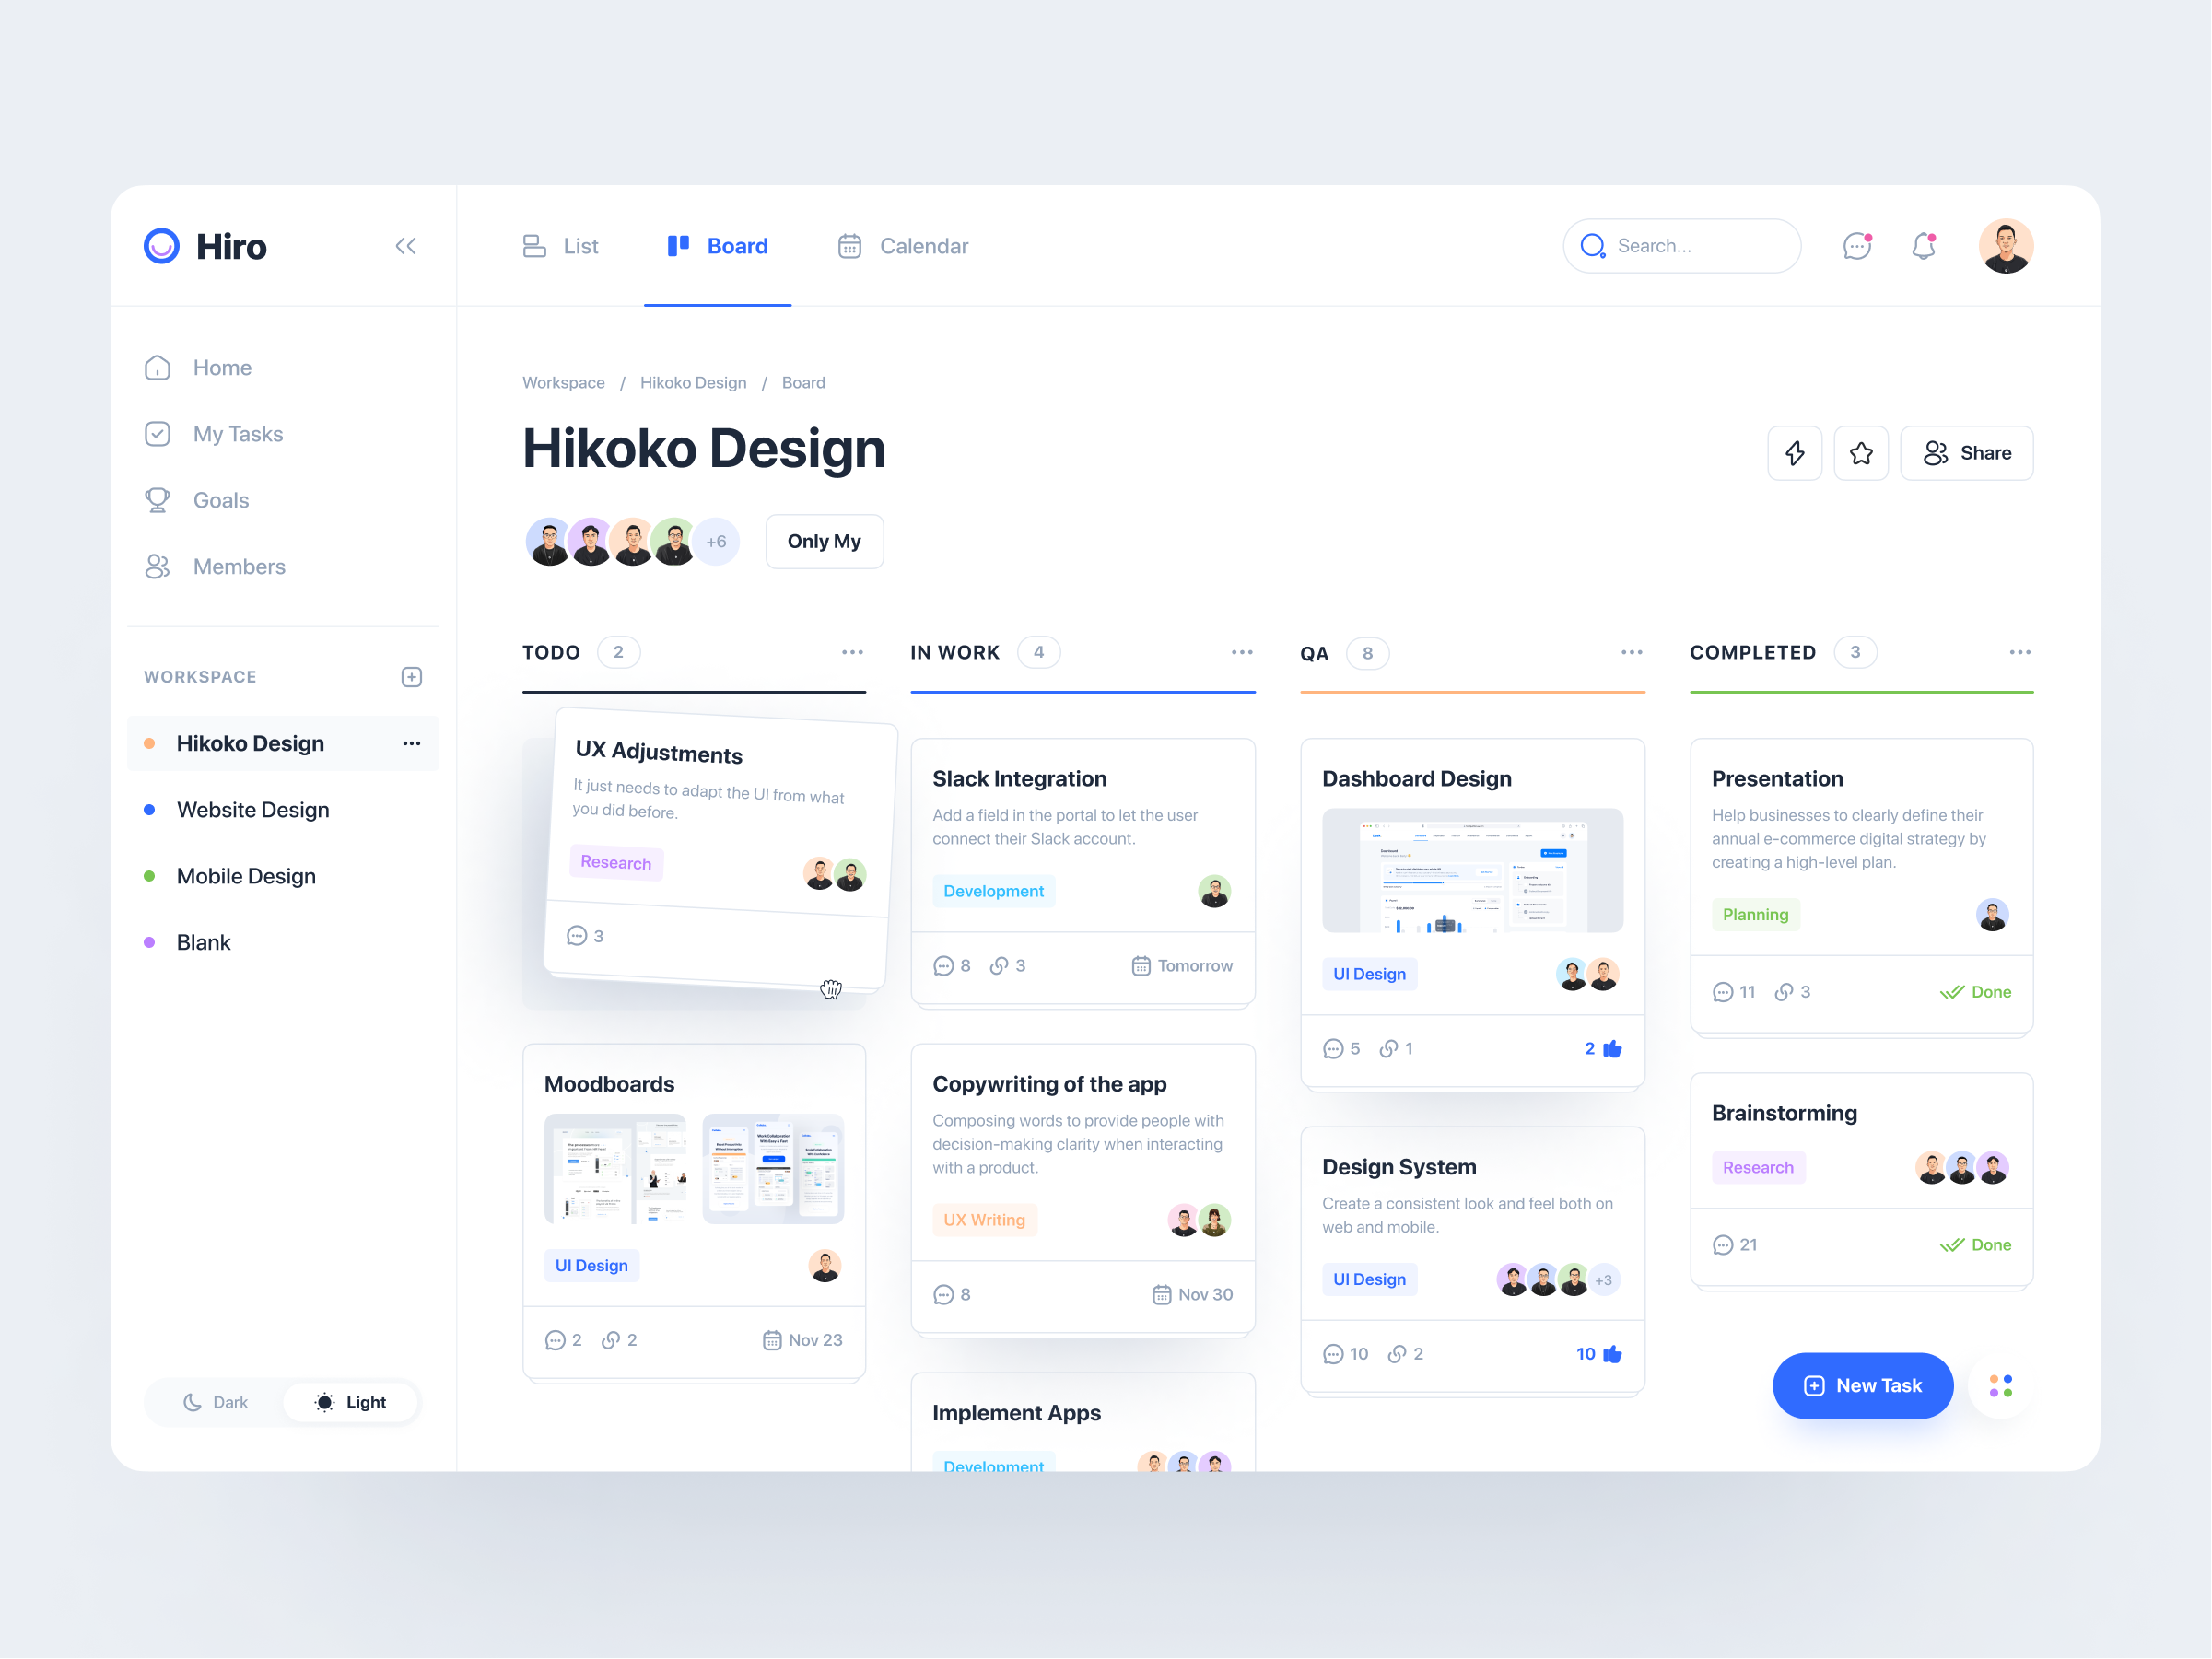 Hiro
List
Board
Calendar
Search...
Home
My Tasks
Goals
Members
WORKSPACE
Hikoko Design
Website Design
Mobile Design
Blank
Dark
Light
Workspace / Hikoko Design / Board
Hikoko Design
Share
+6
Only My
TODO 2
UX Adjustments
It just needs to adapt the UI from what
you did before.
Research
3
Moodboards
UI Design
2 2 Nov 23
IN WORK 4
Slack Integration
Add a field in the portal to let the user
connect their Slack account.
Development
8 3 Tomorrow
Copywriting of the app
Composing words to provide people with
decision-making clarity when interacting
with a product.
UX Writing
8 Nov 30
Implement Apps
Development
QA 8
Dashboard Design
UI Design
5 1 2
Design System
Create a consistent look and feel both on
web and mobile.
UI Design
+3
10 2 10
COMPLETED 3
Presentation
Help businesses to clearly define their
annual e-commerce digital strategy by
creating a high-level plan.
Planning
11 3 Done
Brainstorming
Research
21 Done
New Task